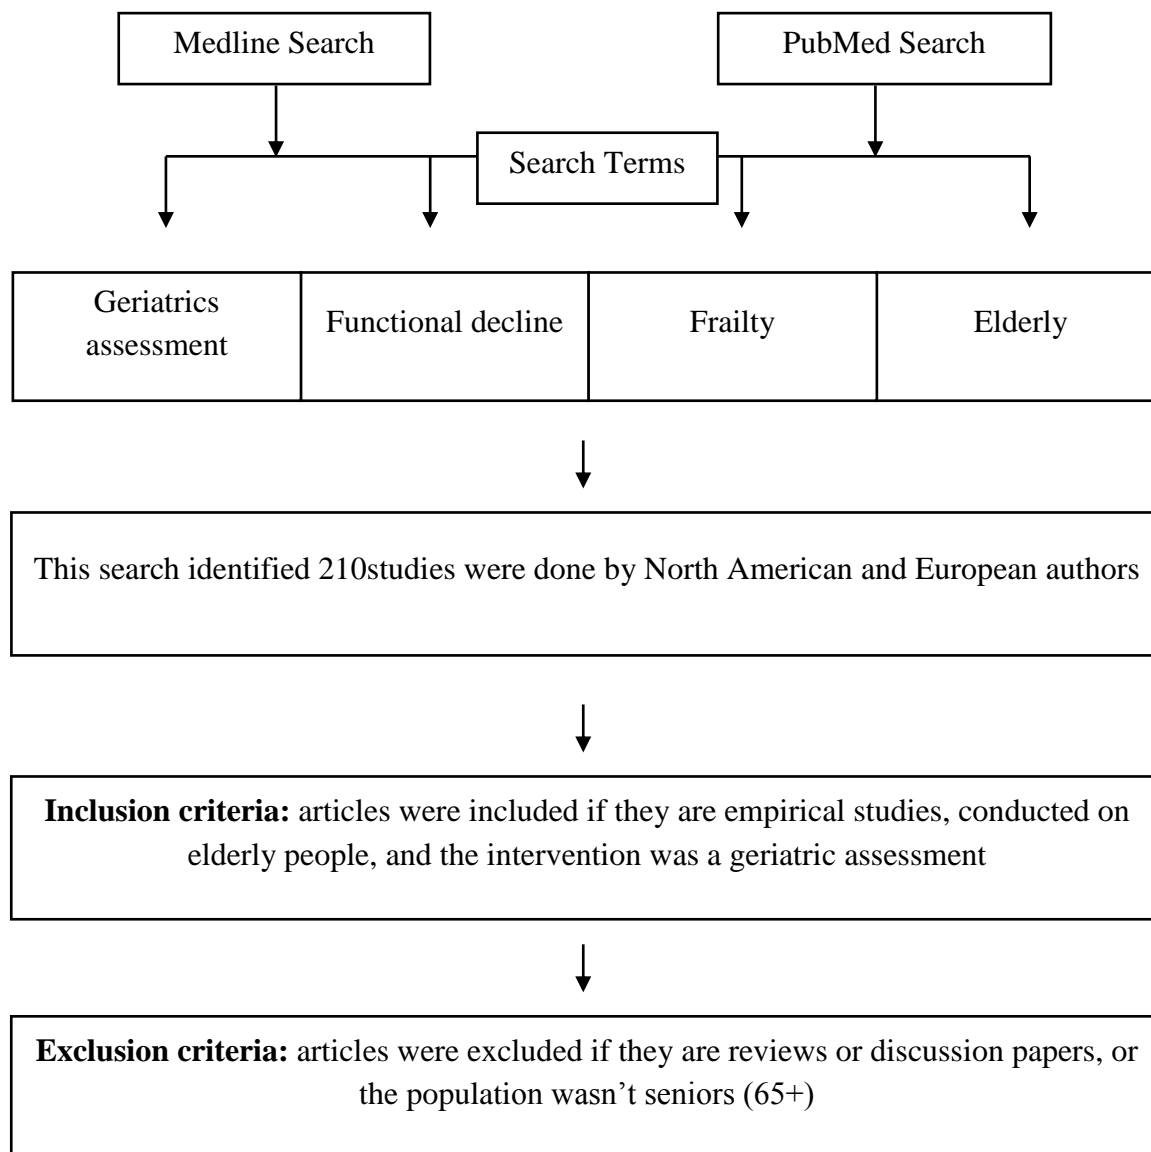 Medline Search
PubMed Search
Search Terms
Geriatrics
assessment
Functional decline
Frailty
Elderly
This search identified 210studies were done by North American and European authors
Inclusion criteria: articles were included if they are empirical studies, conducted on
elderly people, and the intervention was a geriatric assessment
Exclusion criteria: articles were excluded if they are reviews or discussion papers, or
the population wasn’t seniors (65+)